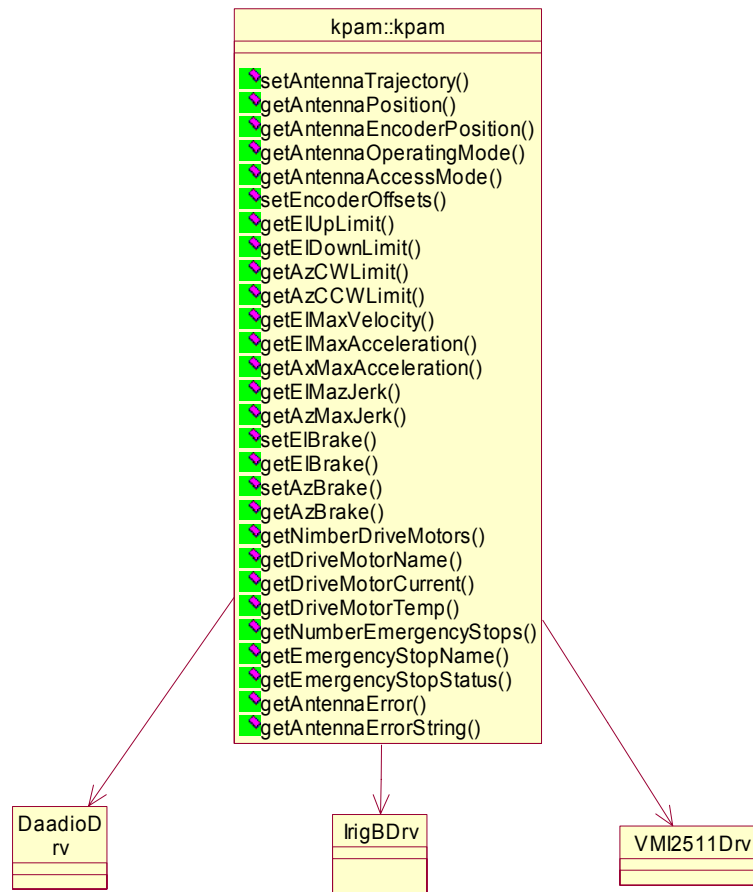 kpam::kpam
setAntennaTrajectory()
getAntennaPosition()
getAntennaEncoderPosition()
getAntennaOperatingMode()
getAntennaAccessMode()
setEncoderOffsets()
getElUpLimit()
getElDownLimit()
getAzCWLimit()
getAzCCWLimit()
getElMaxVelocity()
getElMaxAcceleration()
getAxMaxAcceleration()
getElMazJerk()
getAzMaxJerk()
setElBrake()
getElBrake()
setAzBrake()
getAzBrake()
getNimberDriveMotors()
getDriveMotorName()
getDriveMotorCurrent()
getDriveMotorTemp()
getNumberEmergencyStops()
getEmergencyStopName()
getEmergencyStopStatus()
getAntennaError()
getAntennaErrorString()
DaadioD
rv
IrigBDrv
VMI2511Drv